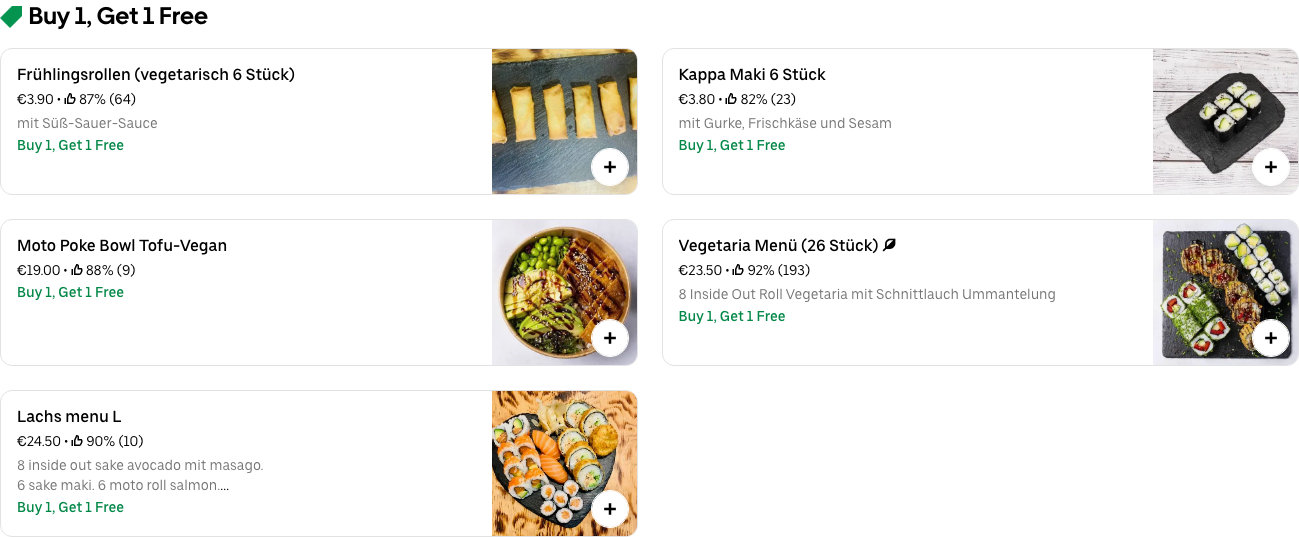 Buy 1, Get 1 Free
Frühlingsrollen (vegetarisch 6 Stück)
€3.90 • 87% (64)
mit Süß-Sauer-Sauce
Buy 1, Get 1 Free
Kappa Maki 6 Stück
€3.80 • 82% (23)
mit Gurke, Frischkäse und Sesam
Buy 1, Get 1 Free
Moto Poke Bowl Tofu-Vegan
€19.00 • 88% (9)
Buy 1, Get 1 Free
Vegetaria Menü (26 Stück)
€23.50 • 92% (193)
8 Inside Out Roll Vegetaria mit Schnittlauch Ummantelung
Buy 1, Get 1 Free
Lachs menu L
€24.50 • 90% (10)
8 inside out sake avocado mit masago.
6 sake maki. 6 moto roll salmon....
Buy 1, Get 1 Free